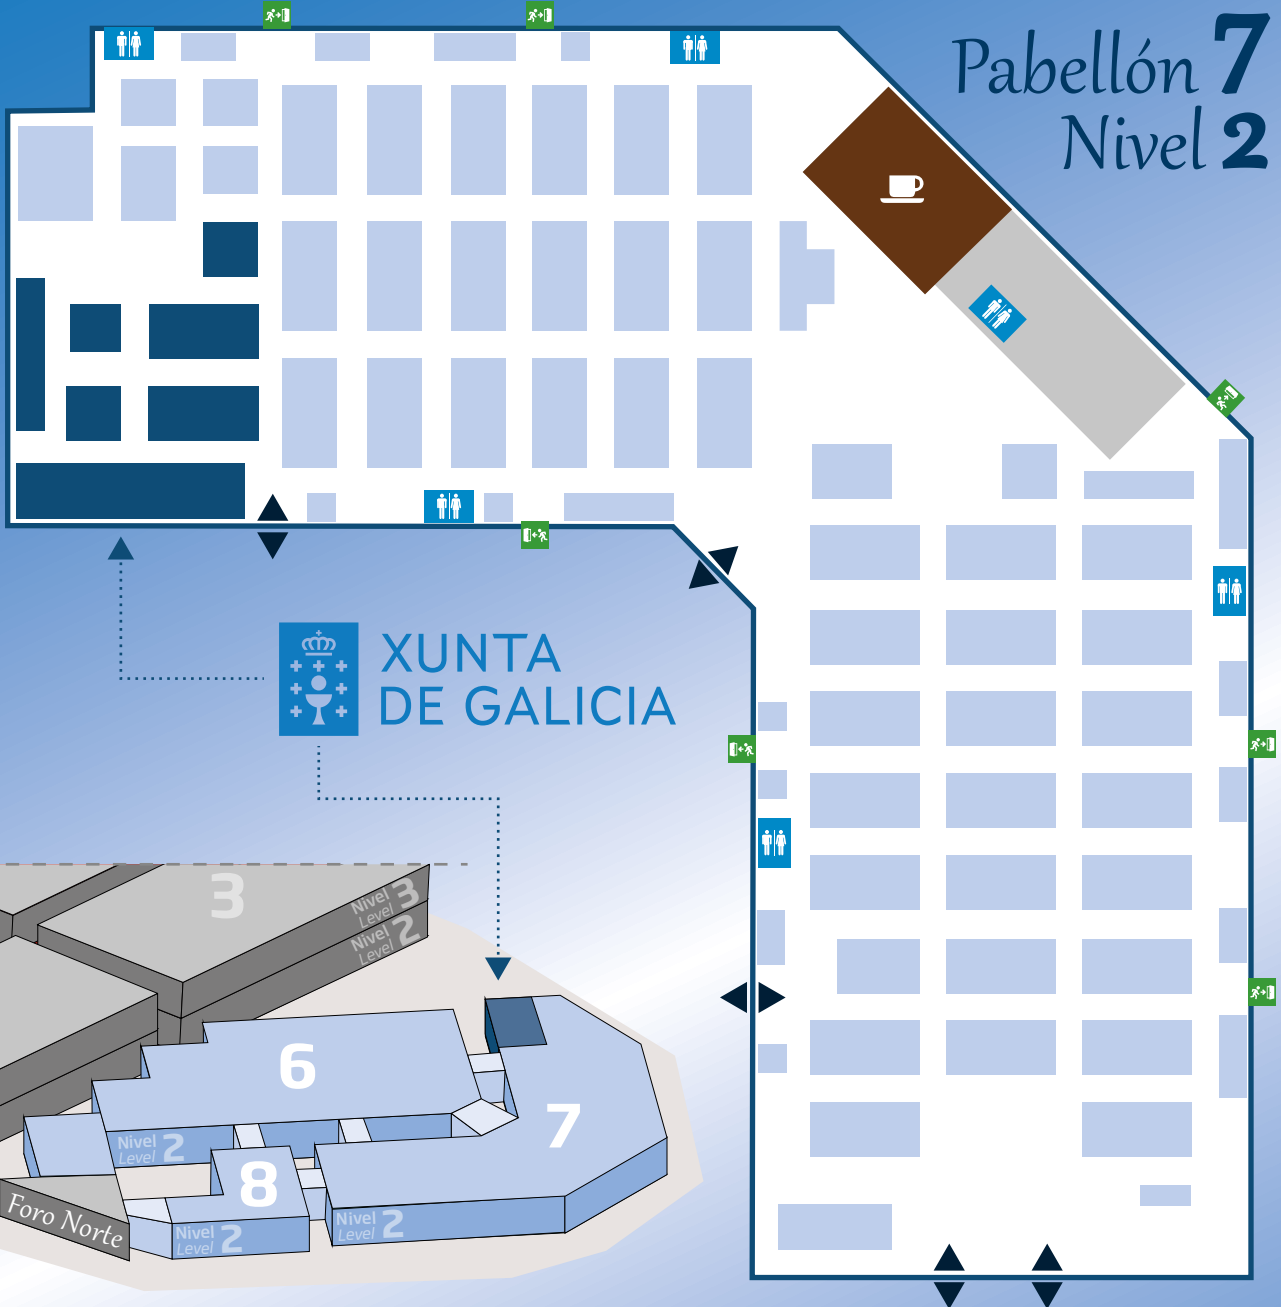 Pabellón 7
Nivel 2
XUNTA
DE GALICIA
3
Nivel 3
Level
Nivel 2
Level
6
7
Nivel 2
Level
8
Foro Norte
Nivel 2
Level
Nivel 2
Level